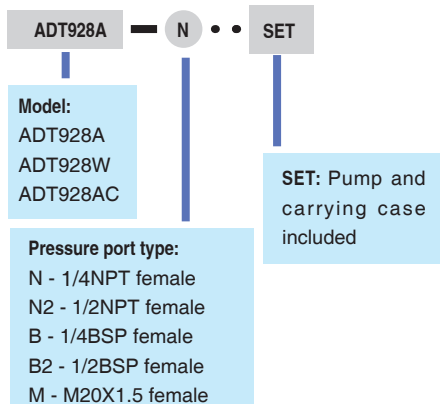 ADT928A — N • • SET
Model:
ADT928A
ADT928W
ADT928AC
SET: Pump and
carrying case
included
Pressure port type:
N - 1/4NPT female
N2 - 1/2NPT female
B - 1/4BSP female
B2 - 1/2BSP female
M - M20X1.5 female